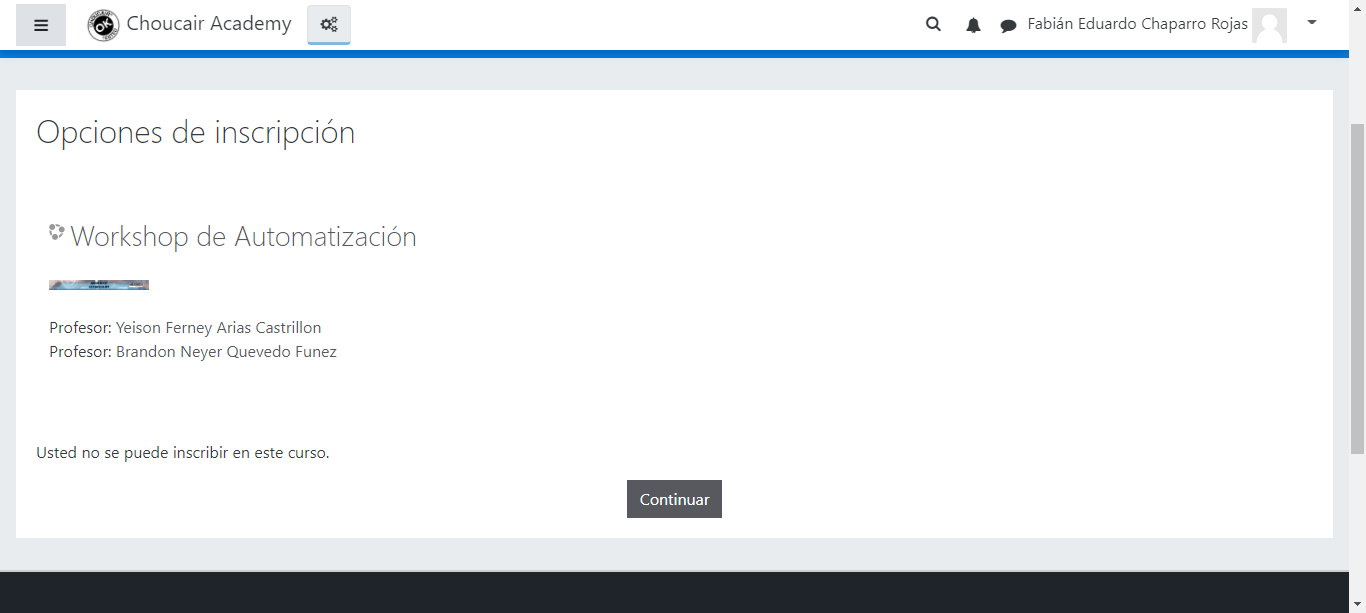 Choucair Academy
Fabián Eduardo Chaparro Rojas
Opciones de inscripción
Workshop de Automatización
Profesor: Yeison Ferney Arias Castrillon
Profesor: Brandon Neyer Quevedo Funez
Usted no se puede inscribir en este curso.
Continuar